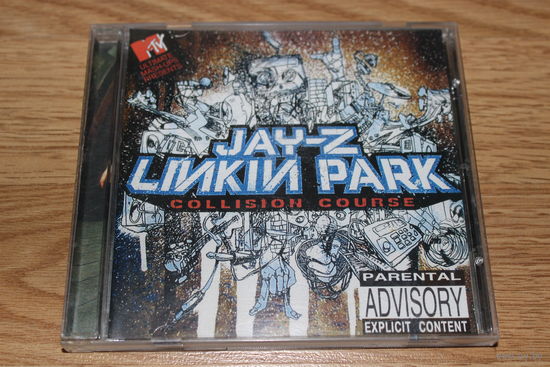 MTV
ULTIMATE
MASH-UPS
PRESENTS
JAY-Z
LINKIN PARK
COLLISION COURSE
PARENTAL
ADVISORY
EXPLICIT CONTENT